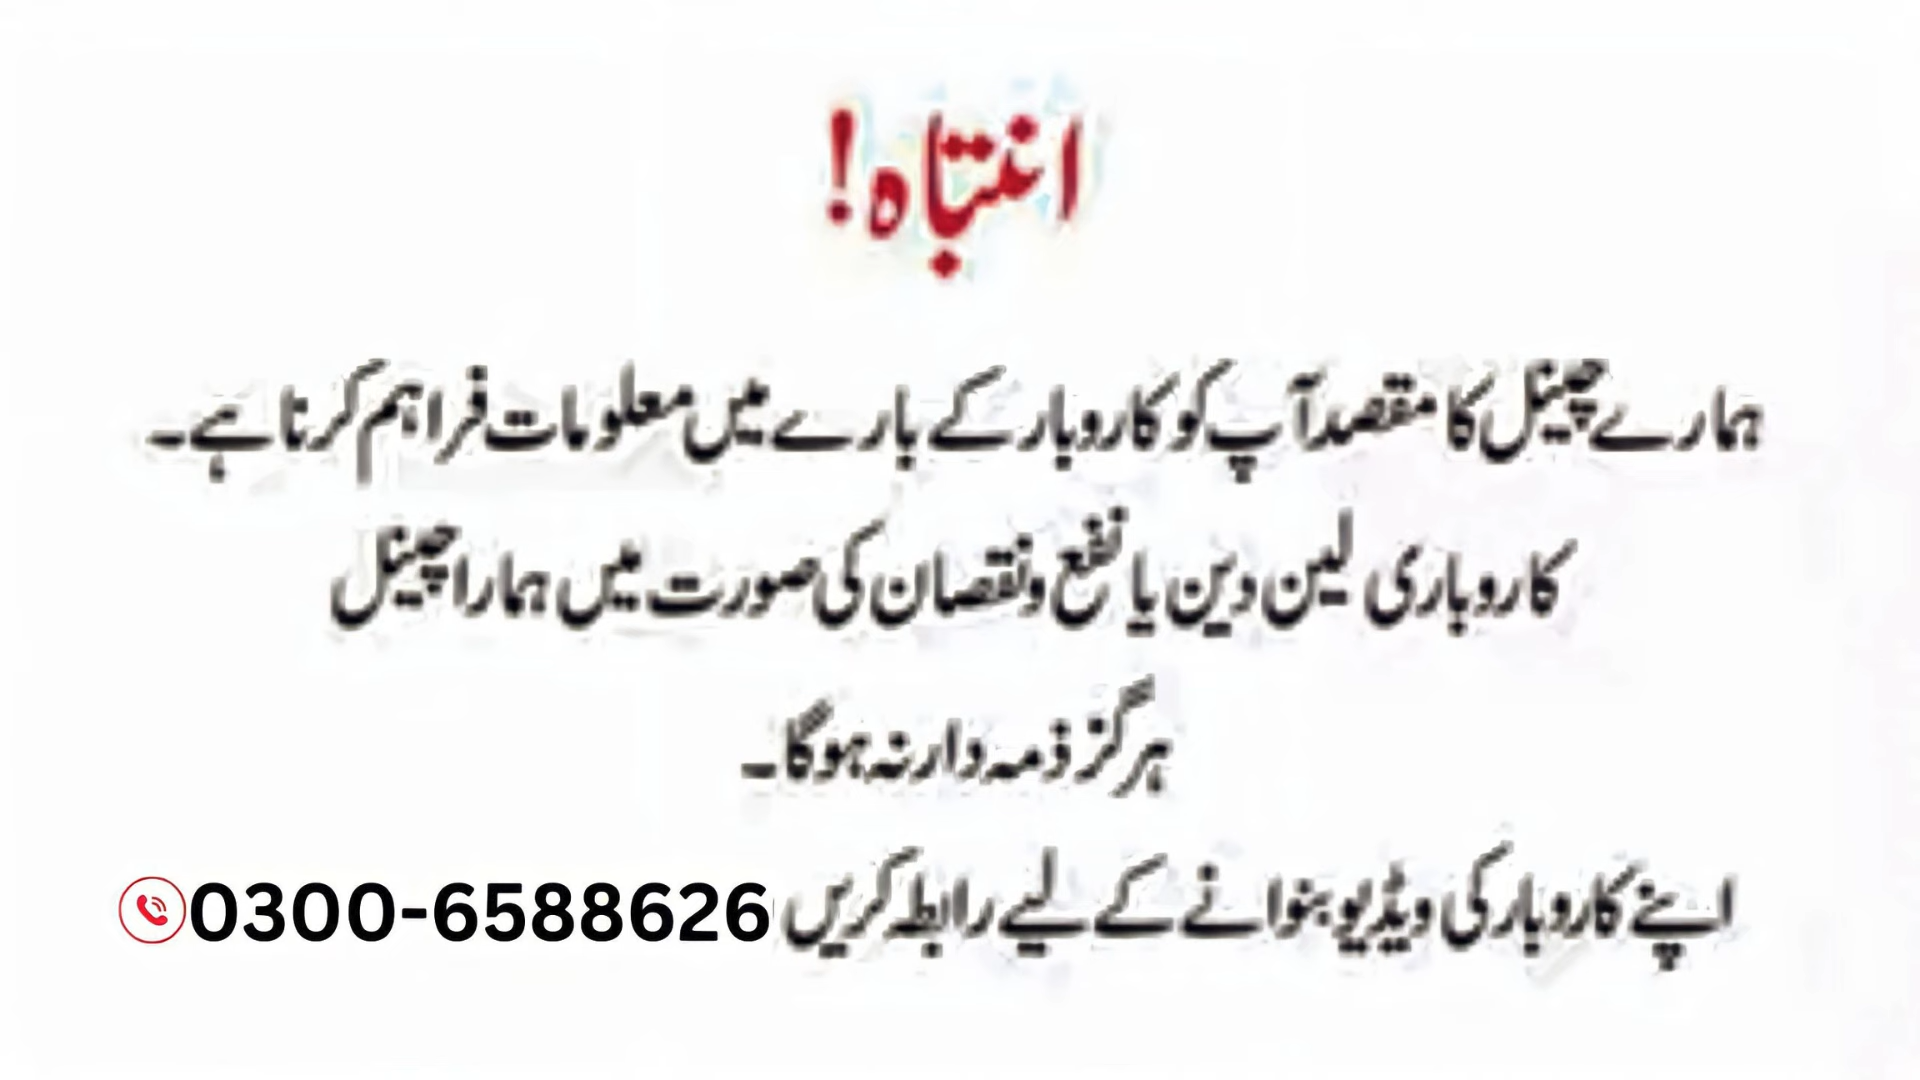 انتباہ!
ہمارے چینل کا مقصد آپ کو کاروبار کے بارے میں معلومات فراہم کرنا ہے۔
کاروباری لین دین یا نفع ونقصان کی صورت میں ہمارا چینل
ہرگز ذمہ دار نہ ہوگا۔
اپنے کاروبار کی ویڈیو بنوانے کے لیے رابطہ کریں 0300-6588626